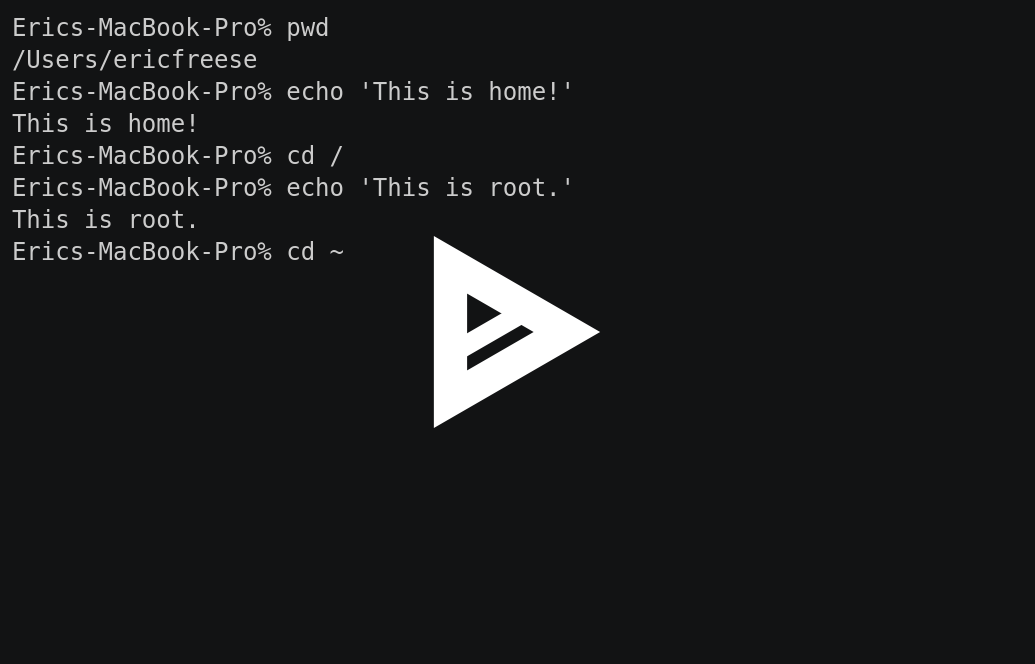 Erics-MacBook-Pro% pwd
/Users/ericfreese
Erics-MacBook-Pro% echo 'This is home!'
This is home!
Erics-MacBook-Pro% cd /
Erics-MacBook-Pro% echo 'This is root.'
This is root.
Erics-MacBook-Pro% cd ~